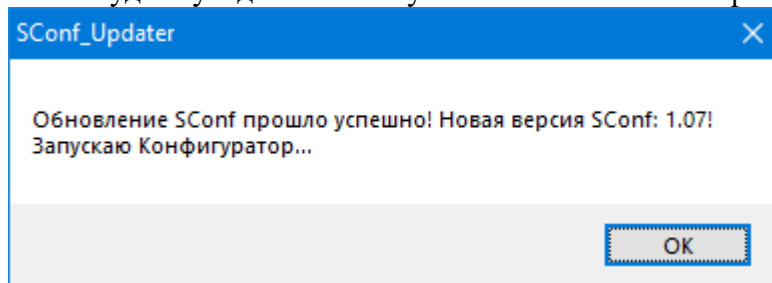 SConf_Updater
Обновление SConf прошло успешно! Новая версия SConf: 1.07!
Запускаю Конфигуратор...
OK